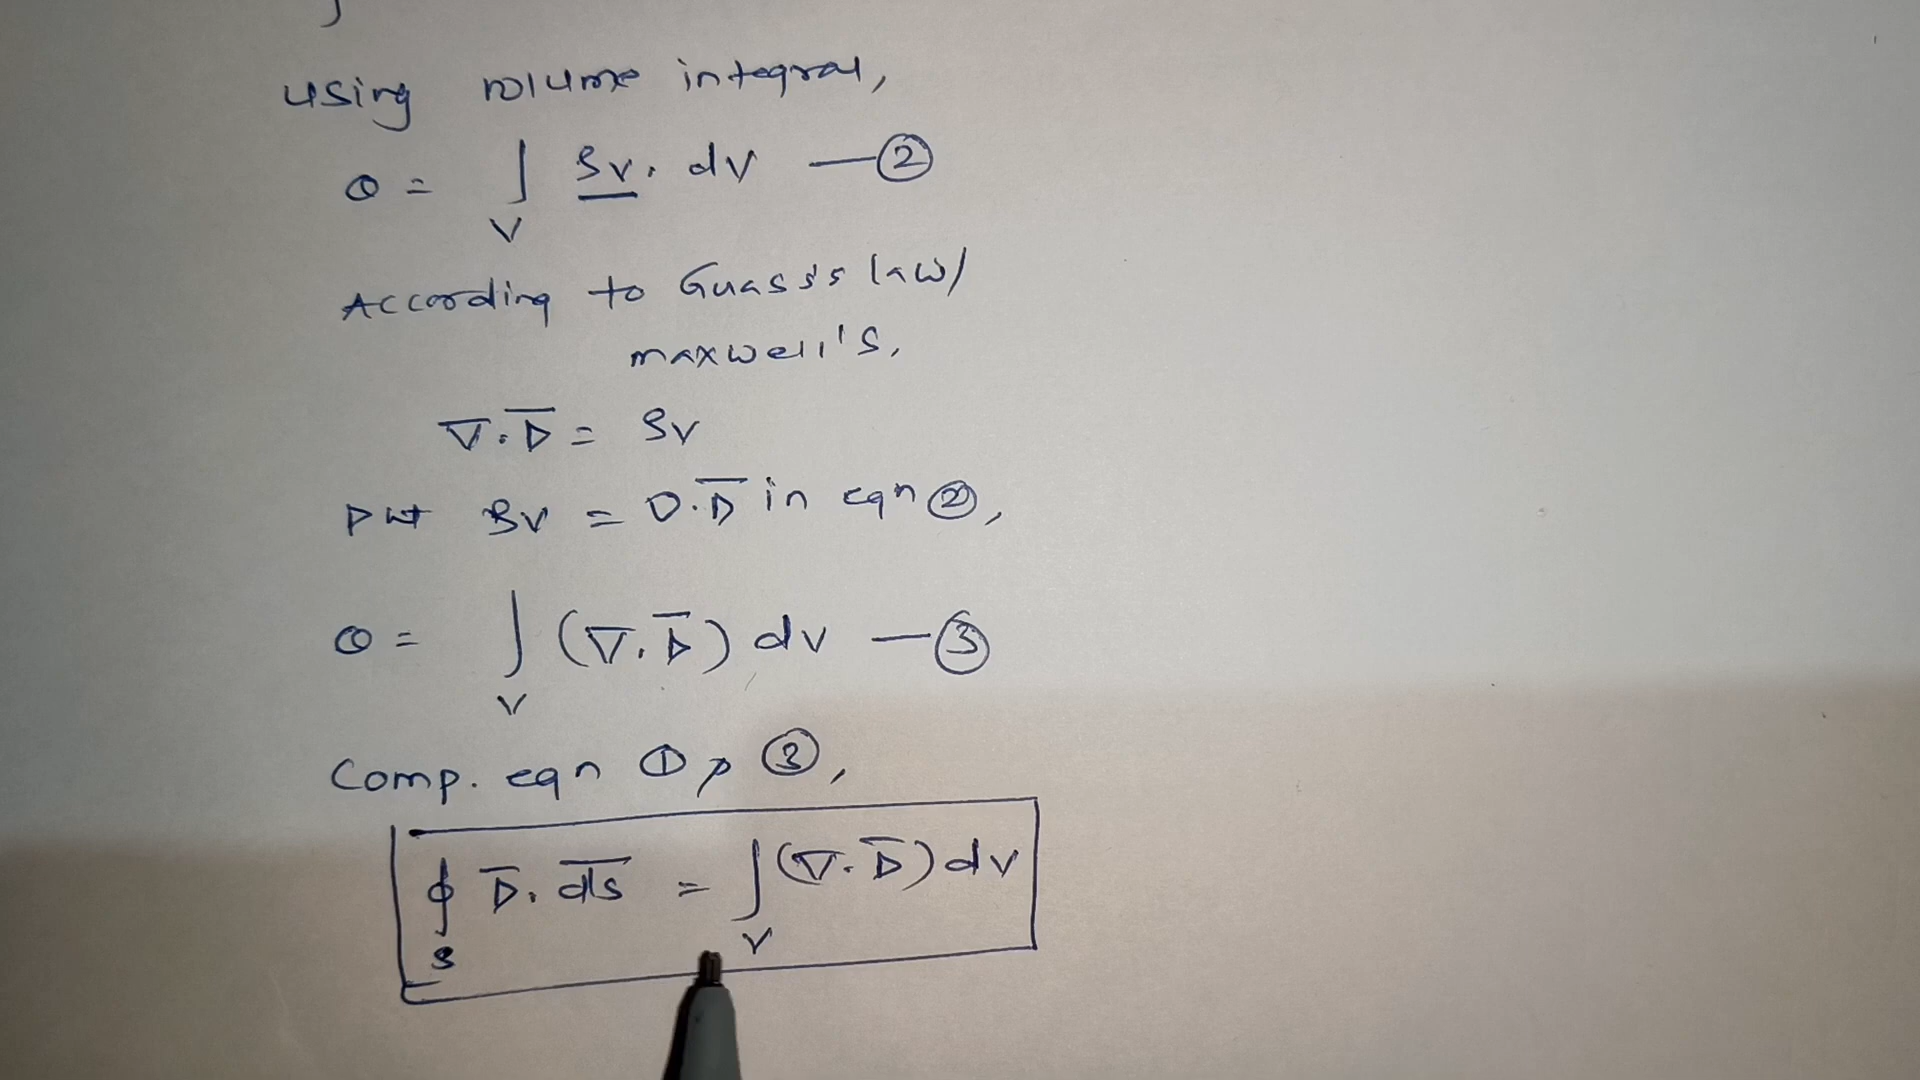 using volume integral,
Q = ∫ ρv. dv — ②
V
According to Guass's law/
maxwell's,
∇.D̅ = ρv
put ρv = ∇.D̅ in eqn ②,
Q = ∫ (∇.D̅) dv — ③
V
Comp. eqn ① & ③,
∮ D̅. d̅s̅ = ∫ (∇.D̅) dv
S V